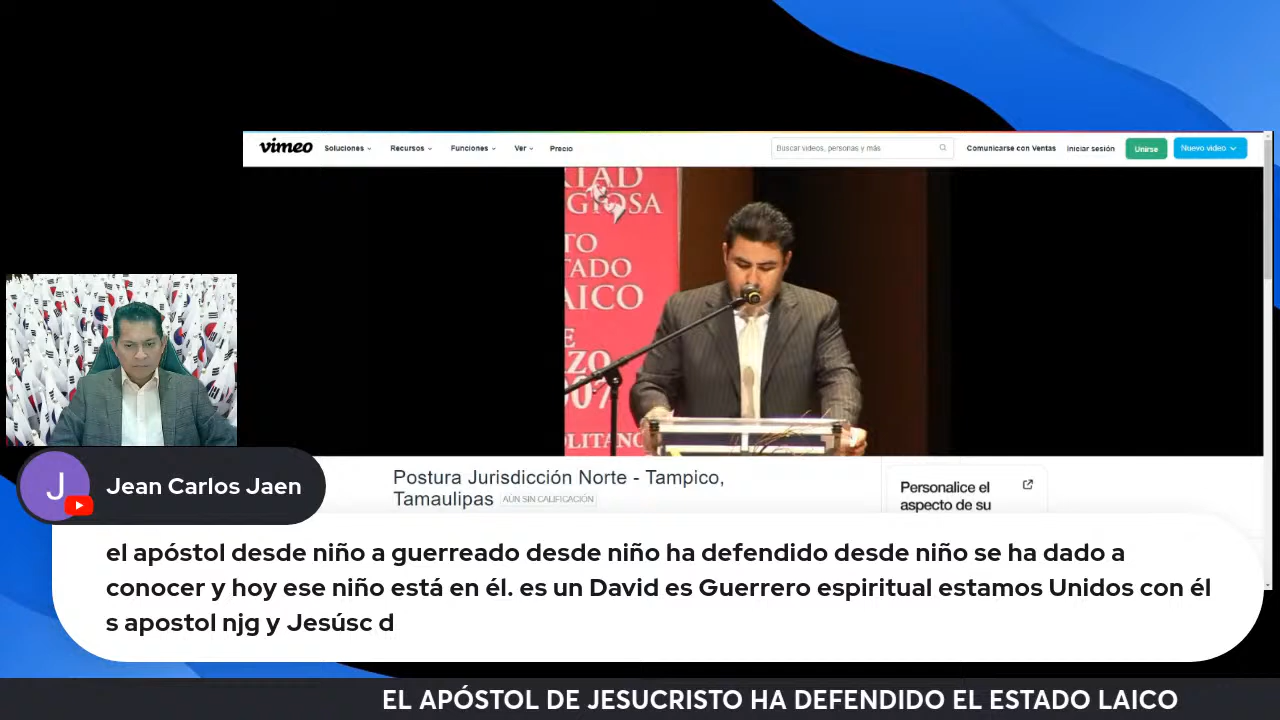 vimeo Soluciones Recursos Funciones Ver Precio Buscar videos, personas y más Comunicarse con Ventas Iniciar sesión Unirse Nuevo video
RTAD
GIOSA
TO
TADO
AICO
E
ZO
007
OLITANO
Postura Jurisdicción Norte - Tampico,
Tamaulipas AÚN SIN CALIFICACIÓN
Personalice el
aspecto de su
J Jean Carlos Jaen
el apóstol desde niño a guerreado desde niño ha defendido desde niño se ha dado a
conocer y hoy ese niño está en él. es un David es Guerrero espiritual estamos Unidos con él
s apostol njg y Jesúsc d
EL APÓSTOL DE JESUCRISTO HA DEFENDIDO EL ESTADO LAICO